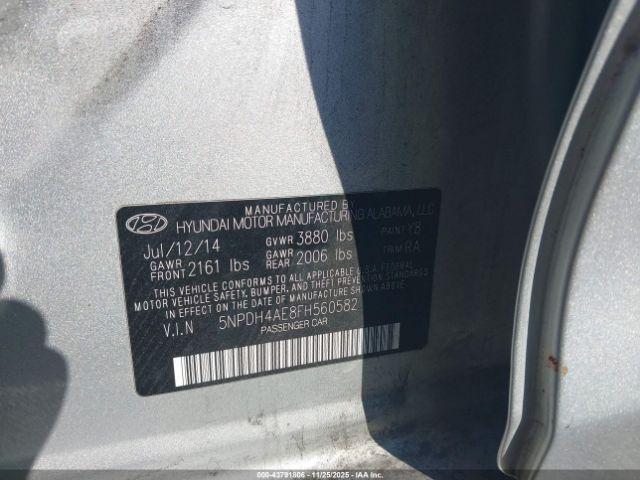 MANUFACTURED BY
HYUNDAI MOTOR MANUFACTURING ALABAMA, LLC
Jul/12/14 GVWR 3880 lbs PAINT Y8
GAWR FRONT 2161 lbs GAWR REAR 2006 lbs TRIM RA
THIS VEHICLE CONFORMS TO ALL APPLICABLE U.S.A. FEDERAL
MOTOR VEHICLE SAFETY, BUMPER, AND THEFT PREVENTION
STANDARDS IN EFFECT ON THE DATE OF MANUFACTURE SHOWN ABOVE.
V.I.N 5NPDH4AE8FH560582
PASSENGER CAR
000-43791806 - 11/25/2025 - IAAI.com